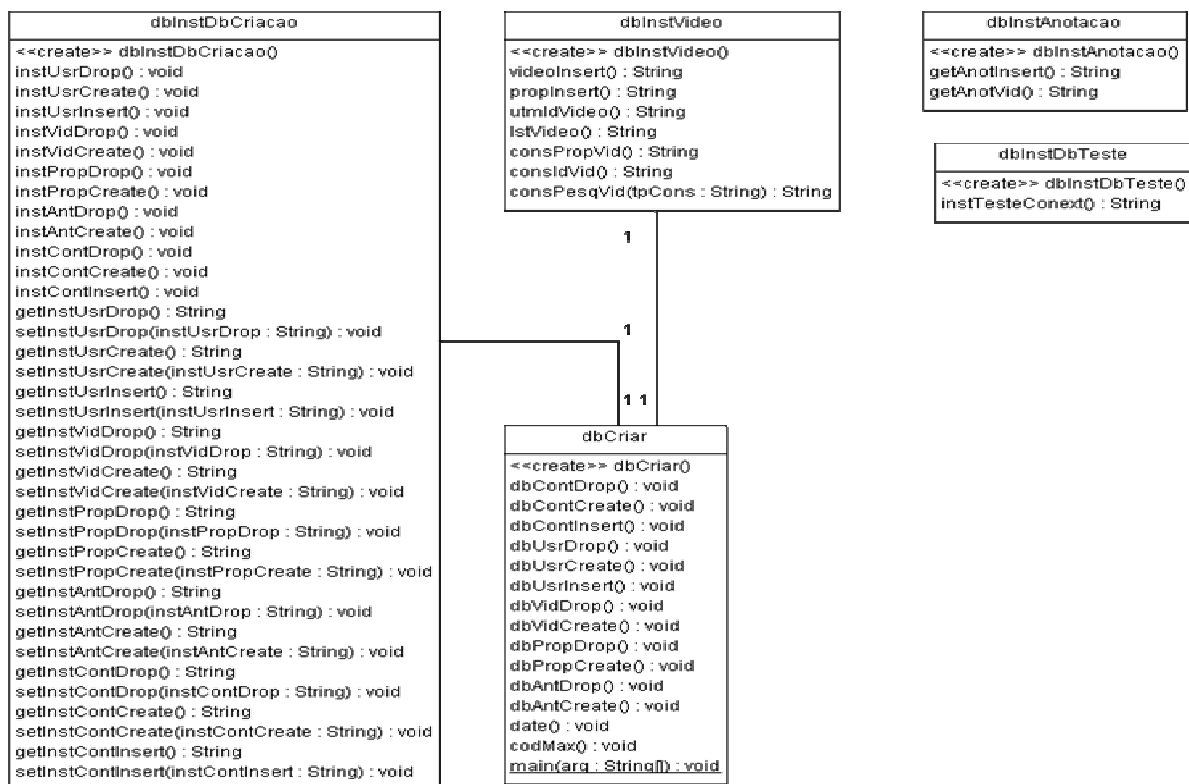 dbInstDbCriacao
<<create>> dbInstDbCriacao()
instUsrDrop() : void
instUsrCreate() : void
instUsrInsert() : void
instVidDrop() : void
instVidCreate() : void
instPropDrop() : void
instPropCreate() : void
instAntDrop() : void
instAntCreate() : void
instContDrop() : void
instContCreate() : void
instContInsert() : void
getInstUsrDrop() : String
setInstUsrDrop(instUsrDrop : String) : void
getInstUsrCreate() : String
setInstUsrCreate(instUsrCreate : String) : void
getInstUsrInsert() : String
setInstUsrInsert(instUsrInsert : String) : void
getInstVidDrop() : String
setInstVidDrop(instVidDrop : String) : void
getInstVidCreate() : String
setInstVidCreate(instVidCreate : String) : void
getInstPropDrop() : String
setInstPropDrop(instPropDrop : String) : void
getInstPropCreate() : String
setInstPropCreate(instPropCreate : String) : void
getInstAntDrop() : String
setInstAntDrop(instAntDrop : String) : void
getInstAntCreate() : String
setInstAntCreate(instAntCreate : String) : void
getInstContDrop() : String
setInstContDrop(instContDrop : String) : void
getInstContCreate() : String
setInstContCreate(instContCreate : String) : void
getInstContInsert() : String
setInstContInsert(instContInsert : String) : void
dbInstVideo
<<create>> dbInstVideo()
videoInsert() : String
propInsert() : String
utmIdVideo() : String
lstVideo() : String
consPropVid() : String
consIdVid() : String
consPesqVid(tpCons : String) : String
1
1
1 1
dbCriar
<<create>> dbCriar()
dbContDrop() : void
dbContCreate() : void
dbContInsert() : void
dbUsrDrop() : void
dbUsrCreate() : void
dbUsrInsert() : void
dbVidDrop() : void
dbVidCreate() : void
dbPropDrop() : void
dbPropCreate() : void
dbAntDrop() : void
dbAntCreate() : void
date() : void
codMax() : void
main(arg : String[]) : void
dbInstAnotacao
<<create>> dbInstAnotacao()
getAnotInsert() : String
getAnotVid() : String
dbInstDbTeste
<<create>> dbInstDbTeste()
instTesteConext() : String